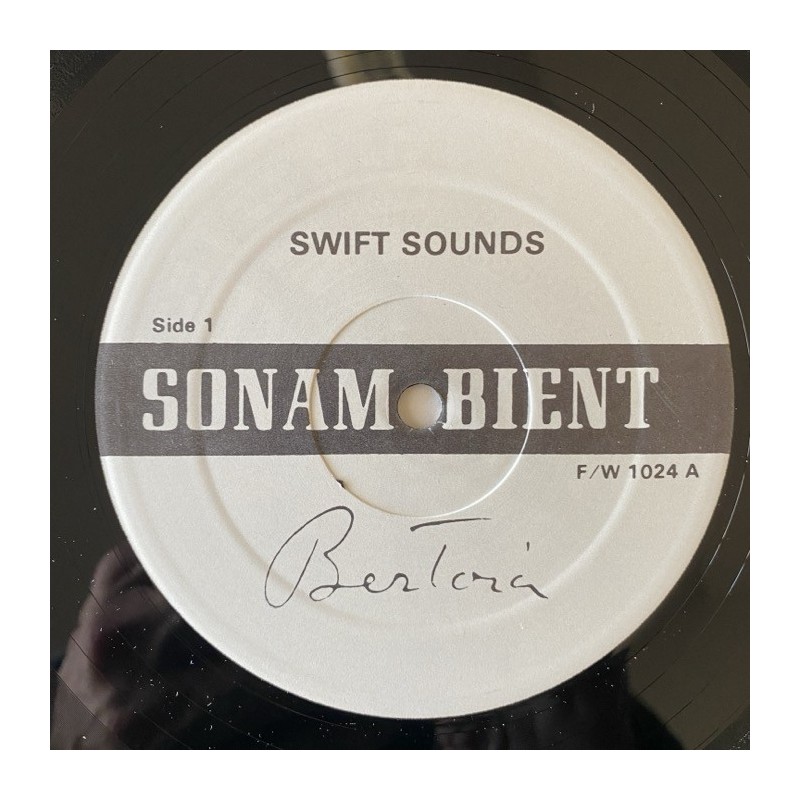 SWIFT SOUNDS
Side 1
SONAM BIENT
F/W 1024 A
Bertoia